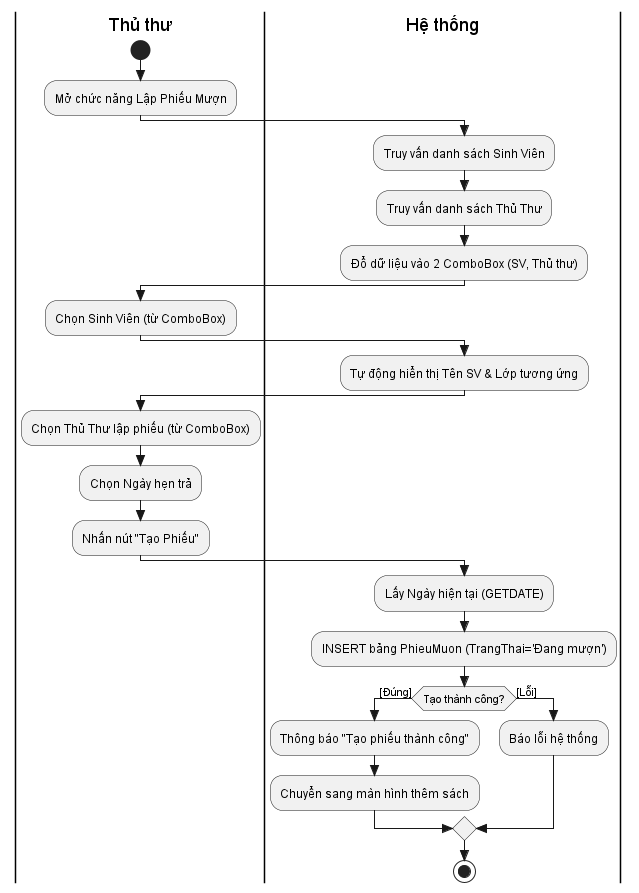 Thủ thư
Hệ thống
Mở chức năng Lập Phiếu Mượn
Truy vấn danh sách Sinh Viên
Truy vấn danh sách Thủ Thư
Đổ dữ liệu vào 2 ComboBox (SV, Thủ thư)
Chọn Sinh Viên (từ ComboBox)
Tự động hiển thị Tên SV & Lớp tương ứng
Chọn Thủ Thư lập phiếu (từ ComboBox)
Chọn Ngày hẹn trả
Nhấn nút "Tạo Phiếu"
Lấy Ngày hiện tại (GETDATE)
INSERT bảng PhieuMuon (TrangThai='Đang mượn')
Tạo thành công?
[Đúng]
[Lỗi]
Thông báo "Tạo phiếu thành công"
Báo lỗi hệ thống
Chuyển sang màn hình thêm sách